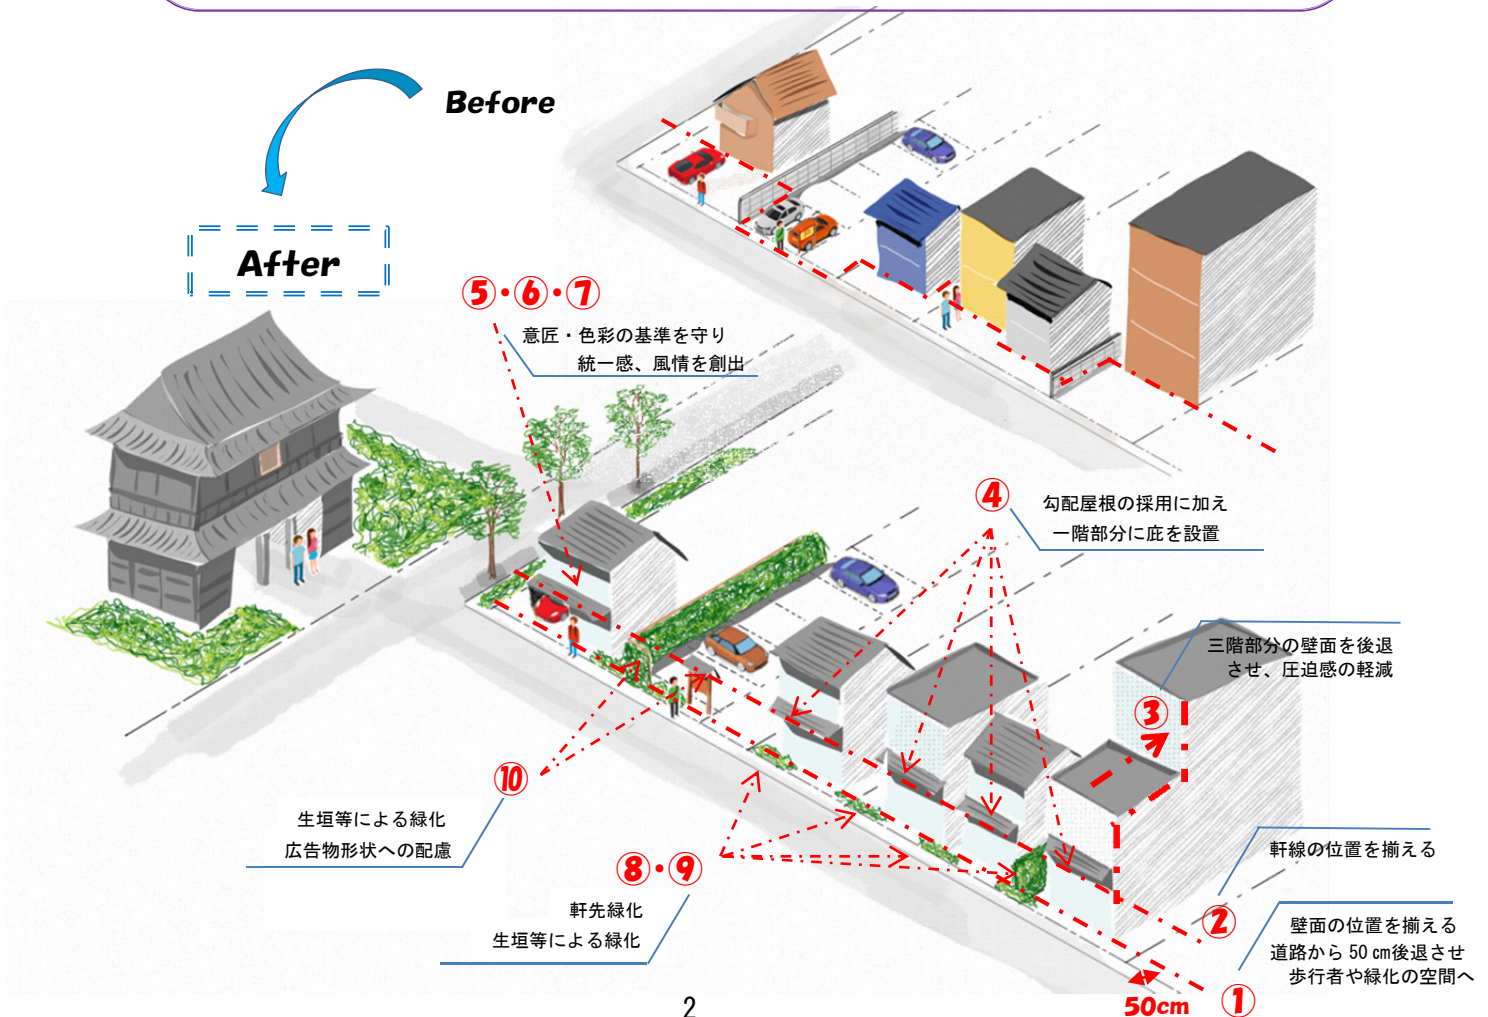 Before
After
⑤・⑥・⑦
意匠・色彩の基準を守り
統一感、風情を創出
④
勾配屋根の採用に加え
一階部分に庇を設置
三階部分の壁面を後退
させ、圧迫感の軽減
③
⑩
生垣等による緑化
広告物形状への配慮
⑧・⑨
軒先緑化
生垣等による緑化
軒線の位置を揃える
②
壁面の位置を揃える
道路から 50 ㎝後退させ
歩行者や緑化の空間へ
①
50cm
2